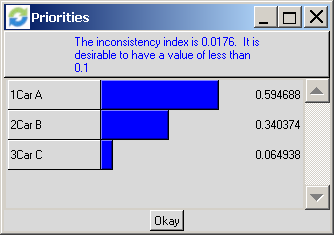 Priorities
The inconsistency index is 0.0176. It is
desirable to have a value of less than
0.1
1Car A 0.594688
2Car B 0.340374
3Car C 0.064938
Okay